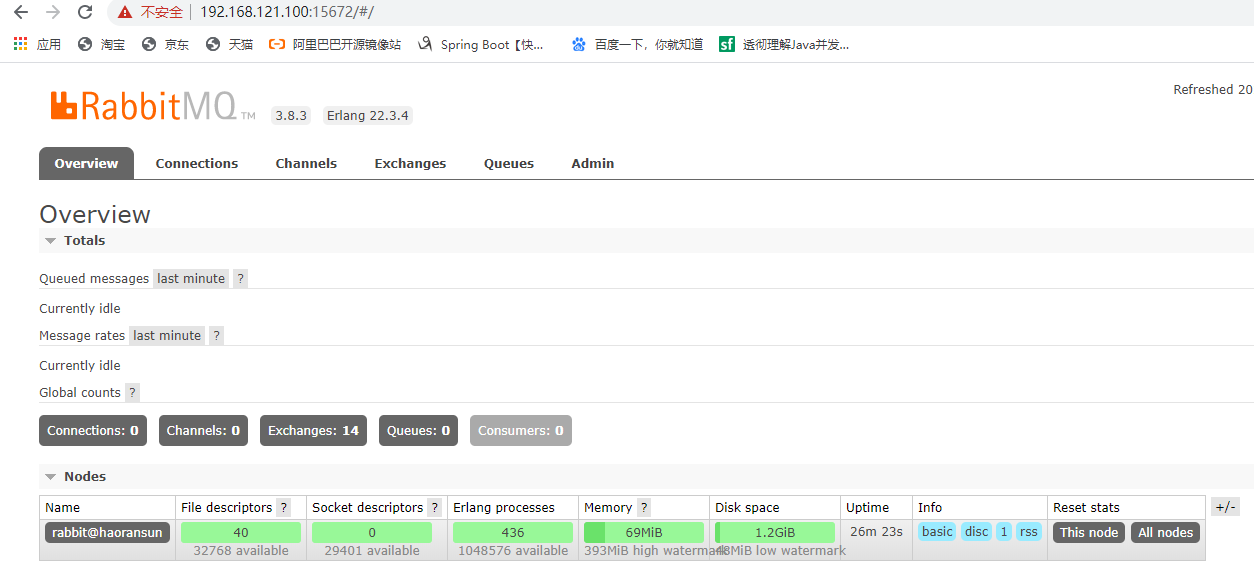 不安全 | 192.168.121.100:15672/#/
应用 淘宝 京东 天猫 阿里巴巴开源镜像站 Spring Boot【快... 百度一下，你就知道 sf 透彻理解Java并发...
RabbitMQ TM 3.8.3 Erlang 22.3.4
Refreshed 20
Overview Connections Channels Exchanges Queues Admin
Overview
Totals
Queued messages last minute ?
Currently idle
Message rates last minute ?
Currently idle
Global counts ?
Connections: 0 Channels: 0 Exchanges: 14 Queues: 0 Consumers: 0
Nodes
Name File descriptors ? Socket descriptors ? Erlang processes Memory ? Disk space Uptime Info Reset stats +/-
rabbit@haoransun 40 0 436 69MiB 1.2GiB 26m 23s basic disc 1 rss This node All nodes
32768 available 29401 available 1048576 available 393MiB high watermark 48MiB low watermark